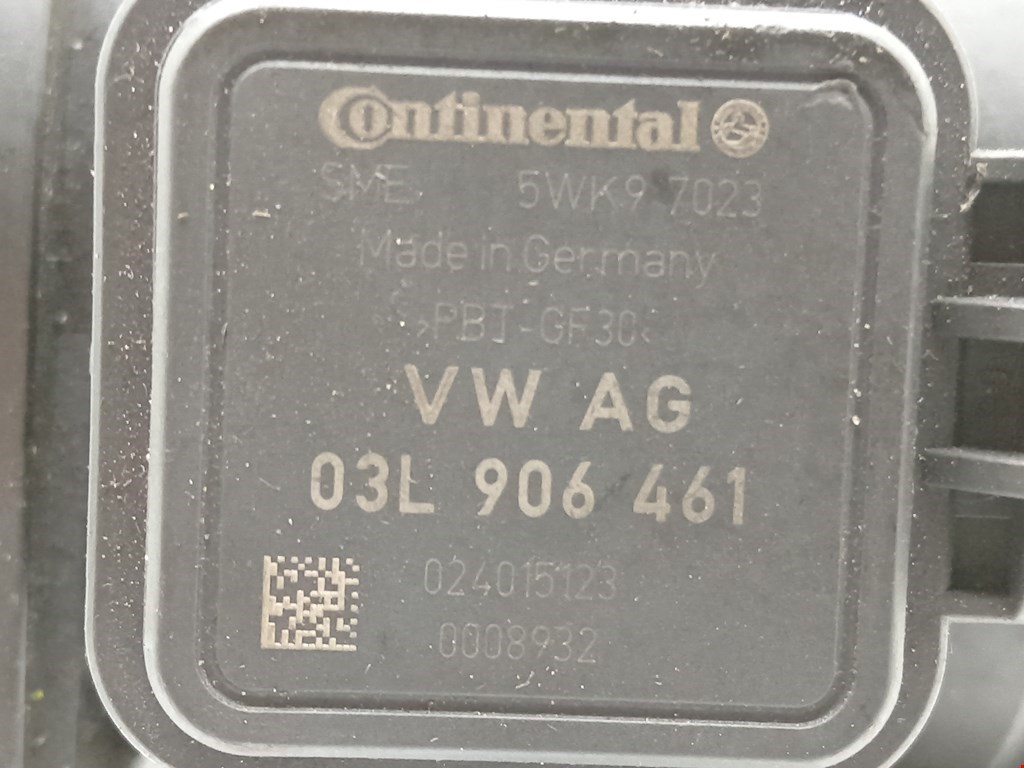 Continental
SME 5WK9 7023
Made in Germany
>PBT-GF30<
VW AG
03L 906 461
024015123
0008932